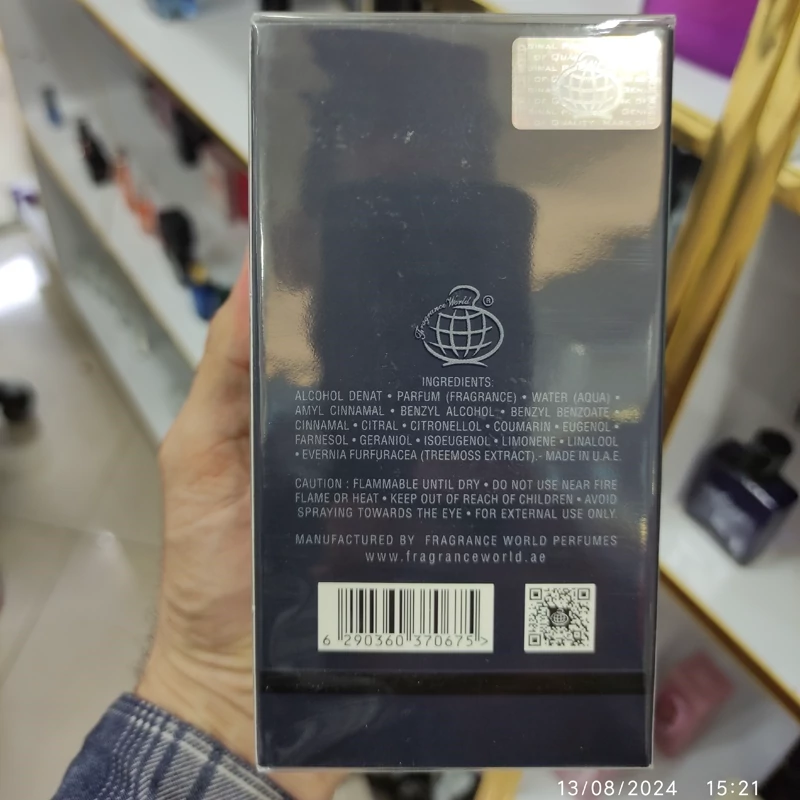 Fragrance World ®
INGREDIENTS:
ALCOHOL DENAT • PARFUM (FRAGRANCE) • WATER (AQUA) •
AMYL CINNAMAL • BENZYL ALCOHOL • BENZYL BENZOATE •
CINNAMAL • CITRAL • CITRONELLOL • COUMARIN • EUGENOL •
FARNESOL • GERANIOL • ISOEUGENOL • LIMONENE • LINALOOL
• EVERNIA FURFURACEA (TREEMOSS EXTRACT).- MADE IN U.A.E.
CAUTION : FLAMMABLE UNTIL DRY • DO NOT USE NEAR FIRE
FLAME OR HEAT • KEEP OUT OF REACH OF CHILDREN • AVOID
SPRAYING TOWARDS THE EYE • FOR EXTERNAL USE ONLY.
MANUFACTURED BY FRAGRANCE WORLD PERFUMES
www.fragranceworld.ae
6 290360 370675 >
13/08/2024 15:21